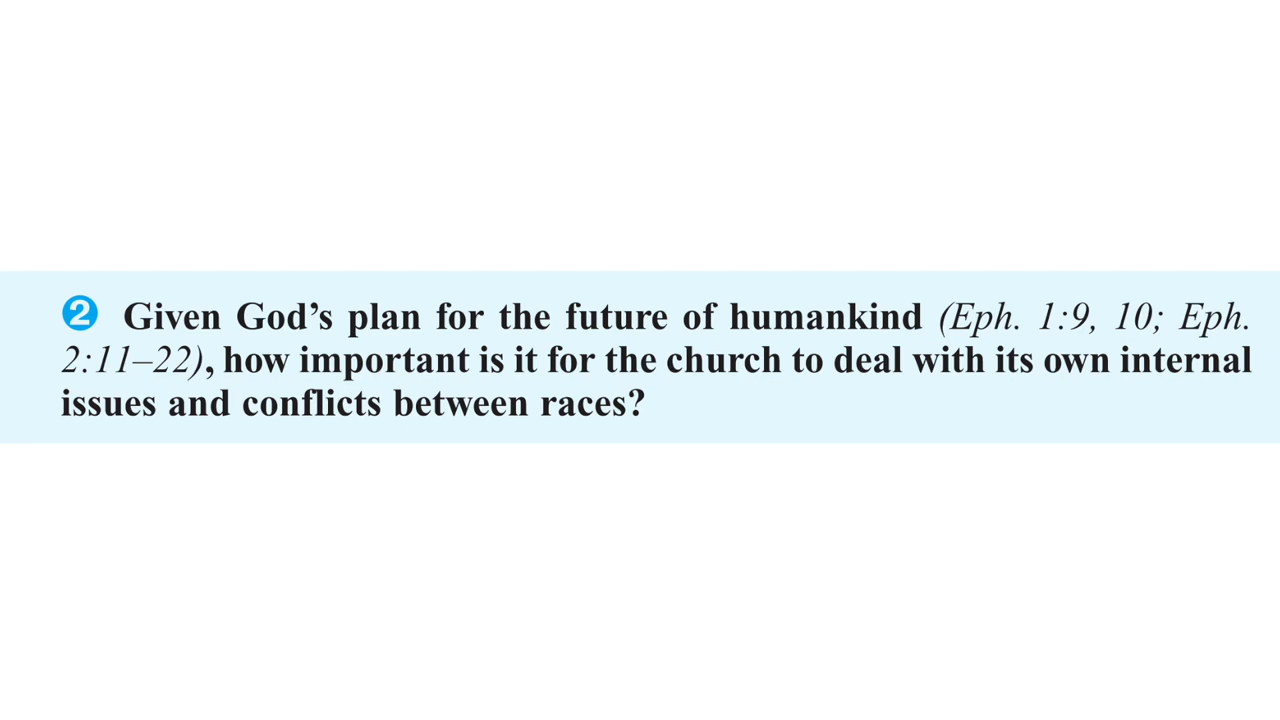 2 Given God's plan for the future of humankind (Eph. 1:9, 10; Eph.
2:11–22), how important is it for the church to deal with its own internal
issues and conflicts between races?